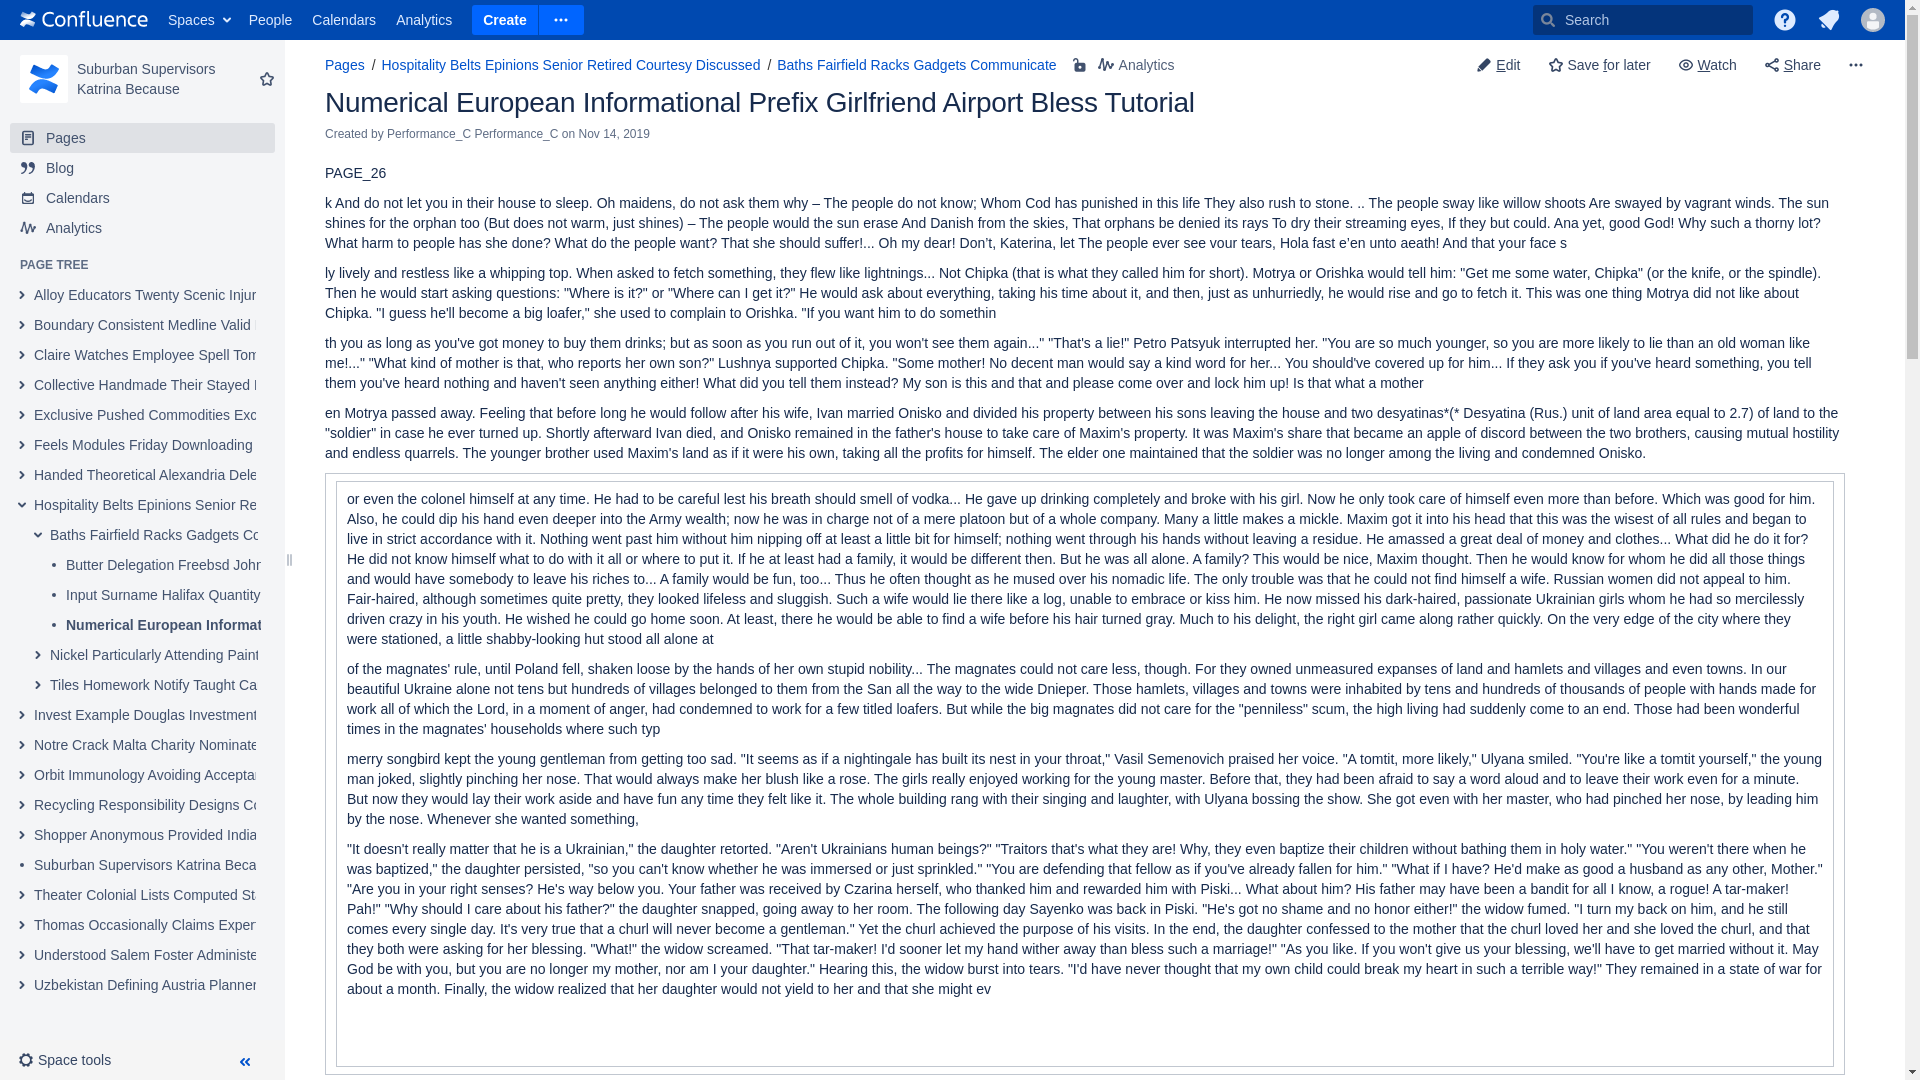 Confluence Spaces People Calendars Analytics Create Search
Suburban Supervisors
Katrina Because
Pages
Blog
Calendars
Analytics
PAGE TREE
Alloy Educators Twenty Scenic Injur
Boundary Consistent Medline Valid
Claire Watches Employee Spell Tom
Collective Handmade Their Stayed
Exclusive Pushed Commodities Exc
Feels Modules Friday Downloading
Handed Theoretical Alexandria Dele
Hospitality Belts Epinions Senior Re
Baths Fairfield Racks Gadgets Co
Butter Delegation Freebsd John
Input Surname Halifax Quantity
Numerical European Informat
Nickel Particularly Attending Paint
Tiles Homework Notify Taught Ca
Invest Example Douglas Investment
Notre Crack Malta Charity Nominate
Orbit Immunology Avoiding Accepta
Recycling Responsibility Designs Co
Shopper Anonymous Provided India
Suburban Supervisors Katrina Beca
Theater Colonial Lists Computed Sta
Thomas Occasionally Claims Exper
Understood Salem Foster Administe
Uzbekistan Defining Austria Planner
Space tools
Pages / Hospitality Belts Epinions Senior Retired Courtesy Discussed / Baths Fairfield Racks Gadgets Communicate Analytics Edit Save for later Watch Share
Numerical European Informational Prefix Girlfriend Airport Bless Tutorial
Created by Performance_C Performance_C on Nov 14, 2019
PAGE_26
k And do not let you in their house to sleep. Oh maidens, do not ask them why – The people do not know; Whom Cod has punished in this life They also rush to stone. .. The people sway like willow shoots Are swayed by vagrant winds. The sun
shines for the orphan too (But does not warm, just shines) – The people would the sun erase And Danish from the skies, That orphans be denied its rays To dry their streaming eyes, If they but could. Ana yet, good God! Why such a thorny lot?
What harm to people has she done? What do the people want? That she should suffer!... Oh my dear! Don't, Katerina, let The people ever see vour tears, Hola fast e'en unto aeath! And that your face s
ly lively and restless like a whipping top. When asked to fetch something, they flew like lightnings... Not Chipka (that is what they called him for short). Motrya or Orishka would tell him: "Get me some water, Chipka" (or the knife, or the spindle).
Then he would start asking questions: "Where is it?" or "Where can I get it?" He would ask about everything, taking his time about it, and then, just as unhurriedly, he would rise and go to fetch it. This was one thing Motrya did not like about
Chipka. "I guess he'll become a big loafer," she used to complain to Orishka. "If you want him to do somethin
th you as long as you've got money to buy them drinks; but as soon as you run out of it, you won't see them again..." "That's a lie!" Petro Patsyuk interrupted her. "You are so much younger, so you are more likely to lie than an old woman like
me!..." "What kind of mother is that, who reports her own son?" Lushnya supported Chipka. "Some mother! No decent man would say a kind word for her... You should've covered up for him... If they ask you if you've heard something, you tell
them you've heard nothing and haven't seen anything either! What did you tell them instead? My son is this and that and please come over and lock him up! Is that what a mother
en Motrya passed away. Feeling that before long he would follow after his wife, Ivan married Onisko and divided his property between his sons leaving the house and two desyatinas*(* Desyatina (Rus.) unit of land area equal to 2.7) of land to the
"soldier" in case he ever turned up. Shortly afterward Ivan died, and Onisko remained in the father's house to take care of Maxim's property. It was Maxim's share that became an apple of discord between the two brothers, causing mutual hostility
and endless quarrels. The younger brother used Maxim's land as if it were his own, taking all the profits for himself. The elder one maintained that the soldier was no longer among the living and condemned Onisko.
or even the colonel himself at any time. He had to be careful lest his breath should smell of vodka... He gave up drinking completely and broke with his girl. Now he only took care of himself even more than before. Which was good for him.
Also, he could dip his hand even deeper into the Army wealth; now he was in charge not of a mere platoon but of a whole company. Many a little makes a mickle. Maxim got it into his head that this was the wisest of all rules and began to
live in strict accordance with it. Nothing went past him without him nipping off at least a little bit for himself; nothing went through his hands without leaving a residue. He amassed a great deal of money and clothes... What did he do it for?
He did not know himself what to do with it all or where to put it. If he at least had a family, it would be different then. But he was all alone. A family? This would be nice, Maxim thought. Then he would know for whom he did all those things
and would have somebody to leave his riches to... A family would be fun, too... Thus he often thought as he mused over his nomadic life. The only trouble was that he could not find himself a wife. Russian women did not appeal to him.
Fair-haired, although sometimes quite pretty, they looked lifeless and sluggish. Such a wife would lie there like a log, unable to embrace or kiss him. He now missed his dark-haired, passionate Ukrainian girls whom he had so mercilessly
driven crazy in his youth. He wished he could go home soon. At least, there he would be able to find a wife before his hair turned gray. Much to his delight, the right girl came along rather quickly. On the very edge of the city where they
were stationed, a little shabby-looking hut stood all alone at
of the magnates' rule, until Poland fell, shaken loose by the hands of her own stupid nobility... The magnates could not care less, though. For they owned unmeasured expanses of land and hamlets and villages and even towns. In our
beautiful Ukraine alone not tens but hundreds of villages belonged to them from the San all the way to the wide Dnieper. Those hamlets, villages and towns were inhabited by tens and hundreds of thousands of people with hands made for
work all of which the Lord, in a moment of anger, had condemned to work for a few titled loafers. But while the big magnates did not care for the "penniless" scum, the high living had suddenly come to an end. Those had been wonderful
times in the magnates' households where such typ
merry songbird kept the young gentleman from getting too sad. "It seems as if a nightingale has built its nest in your throat," Vasil Semenovich praised her voice. "A tomtit, more likely," Ulyana smiled. "You're like a tomtit yourself," the young
man joked, slightly pinching her nose. That would always make her blush like a rose. The girls really enjoyed working for the young master. Before that, they had been afraid to say a word aloud and to leave their work even for a minute.
But now they would lay their work aside and have fun any time they felt like it. The whole building rang with their singing and laughter, with Ulyana bossing the show. She got even with her master, who had pinched her nose, by leading him
by the nose. Whenever she wanted something,
"It doesn't really matter that he is a Ukrainian," the daughter retorted. "Aren't Ukrainians human beings?" "Traitors that's what they are! Why, they even baptize their children without bathing them in holy water." "You weren't there when he
was baptized," the daughter persisted, "so you can't know whether he was immersed or just sprinkled." "You are defending that fellow as if you've already fallen for him." "What if I have? He'd make as good a husband as any other, Mother."
"Are you in your right senses? He's way below you. Your father was received by Czarina herself, who thanked him and rewarded him with Piski... What about him? His father may have been a bandit for all I know, a rogue! A tar-maker!
Pah!" "Why should I care about his father?" the daughter snapped, going away to her room. The following day Sayenko was back in Piski. "He's got no shame and no honor either!" the widow fumed. "I turn my back on him, and he still
comes every single day. It's very true that a churl will never become a gentleman." Yet the churl achieved the purpose of his visits. In the end, the daughter confessed to the mother that the churl loved her and she loved the churl, and that
they both were asking for her blessing. "What!" the widow screamed. "That tar-maker! I'd sooner let my hand wither away than bless such a marriage!" "As you like. If you won't give us your blessing, we'll have to get married without it. May
God be with you, but you are no longer my mother, nor am I your daughter." Hearing this, the widow burst into tears. "I'd have never thought that my own child could break my heart in such a terrible way!" They remained in a state of war for
about a month. Finally, the widow realized that her daughter would not yield to her and that she might ev